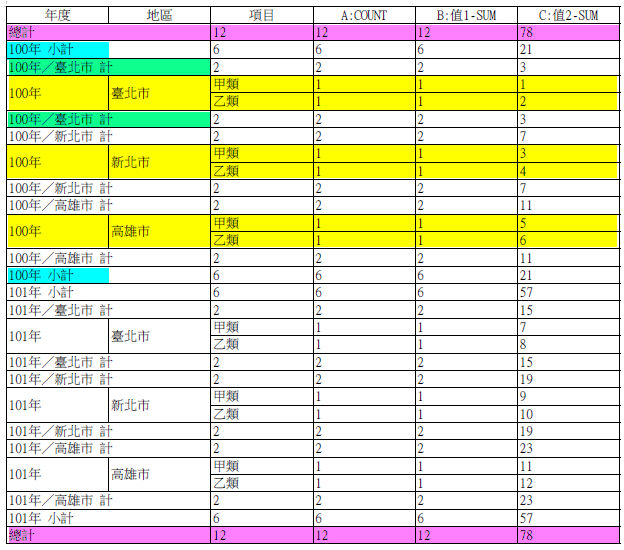 年度 地區 項目 A:COUNT B:值1-SUM C:值2-SUM
總計 12 12 12 78
100年 小計 6 6 6 21
100年／臺北市 計 2 2 2 3
100年 臺北市 甲類 1 1 1
乙類 1 1 2
100年／臺北市 計 2 2 2 3
100年／新北市 計 2 2 2 7
100年 新北市 甲類 1 1 3
乙類 1 1 4
100年／新北市 計 2 2 2 7
100年／高雄市 計 2 2 2 11
100年 高雄市 甲類 1 1 5
乙類 1 1 6
100年／高雄市 計 2 2 2 11
100年 小計 6 6 6 21
101年 小計 6 6 6 57
101年／臺北市 計 2 2 2 15
101年 臺北市 甲類 1 1 7
乙類 1 1 8
101年／臺北市 計 2 2 2 15
101年／新北市 計 2 2 2 19
101年 新北市 甲類 1 1 9
乙類 1 1 10
101年／新北市 計 2 2 2 19
101年／高雄市 計 2 2 2 23
101年 高雄市 甲類 1 1 11
乙類 1 1 12
101年／高雄市 計 2 2 2 23
101年 小計 6 6 6 57
總計 12 12 12 78